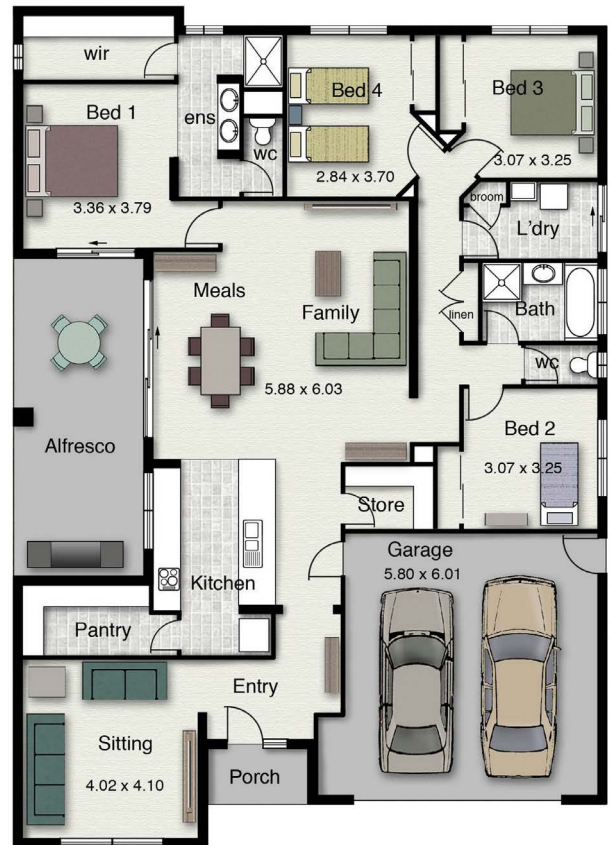 wir
Bed 1
3.36 x 3.79
ens
wc
Bed 4
2.84 x 3.70
Bed 3
3.07 x 3.25
broom
L'dry
linen
Bath
wc
Meals
Family
5.88 x 6.03
Alfresco
Bed 2
3.07 x 3.25
Store
Kitchen
Pantry
Garage
5.80 x 6.01
Entry
Sitting
4.02 x 4.10
Porch